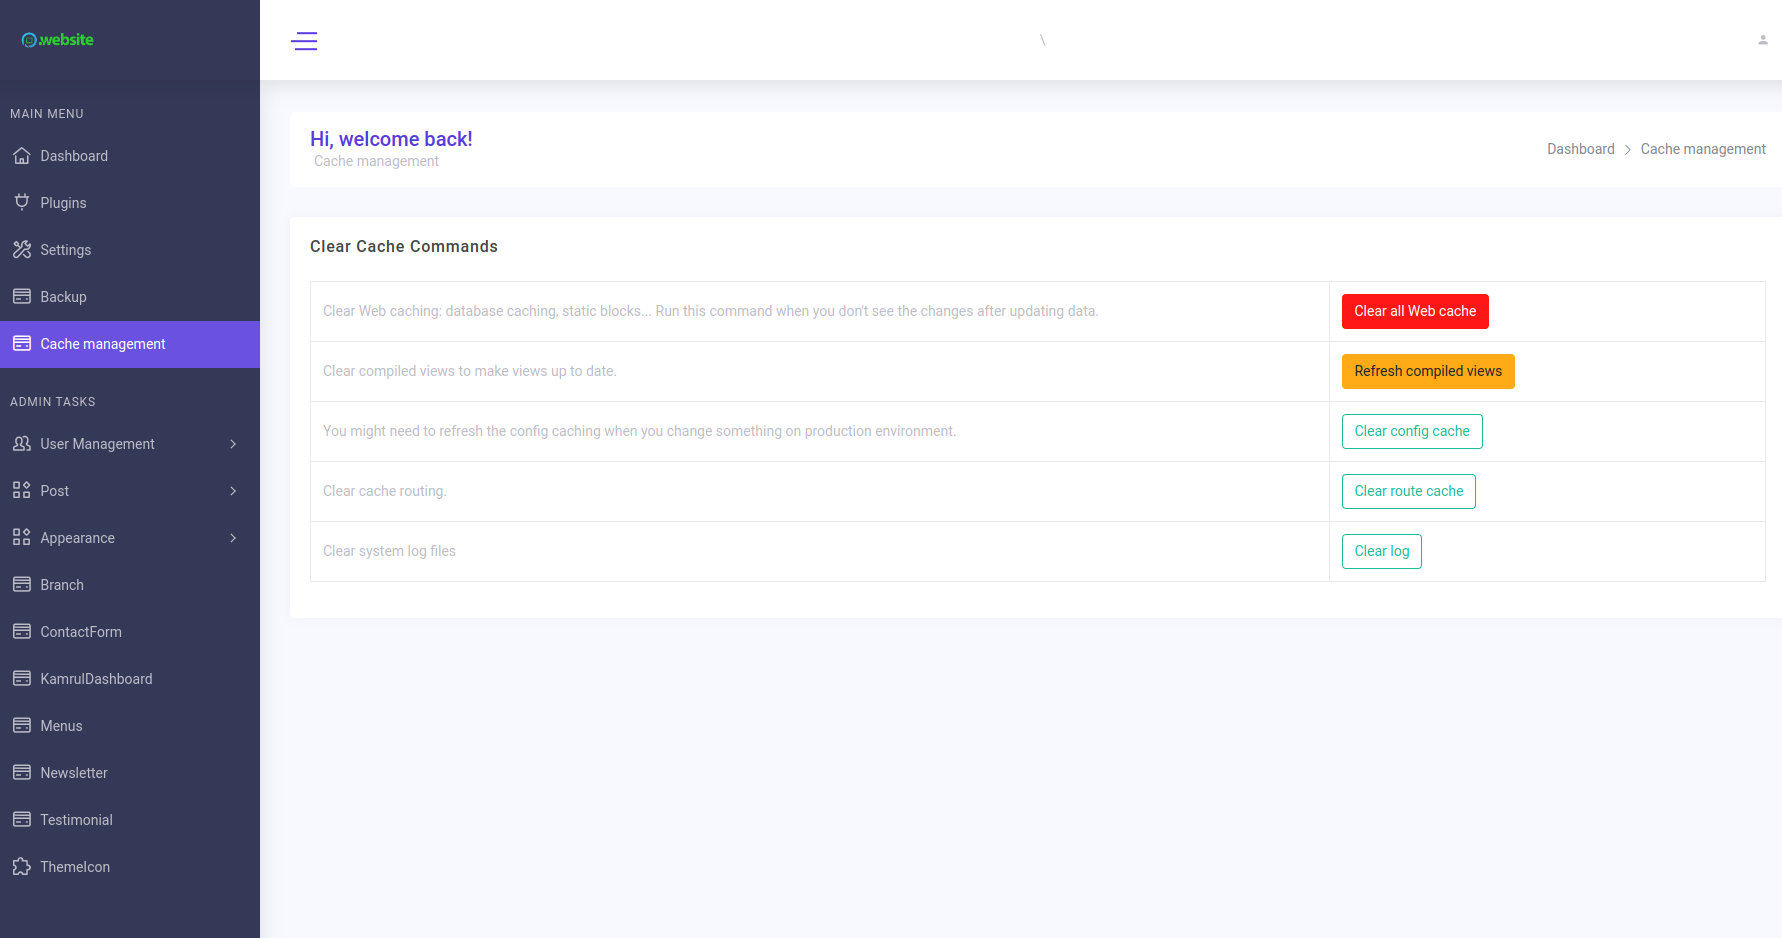 .website
\
MAIN MENU
Dashboard
Plugins
Settings
Backup
Cache management
ADMIN TASKS
User Management
Post
Appearance
Branch
ContactForm
KamrulDashboard
Menus
Newsletter
Testimonial
ThemeIcon
Hi, welcome back!
Cache management
Dashboard > Cache management
Clear Cache Commands
Clear Web caching: database caching, static blocks... Run this command when you don't see the changes after updating data. Clear all Web cache
Clear compiled views to make views up to date. Refresh compiled views
You might need to refresh the config caching when you change something on production environment. Clear config cache
Clear cache routing. Clear route cache
Clear system log files Clear log